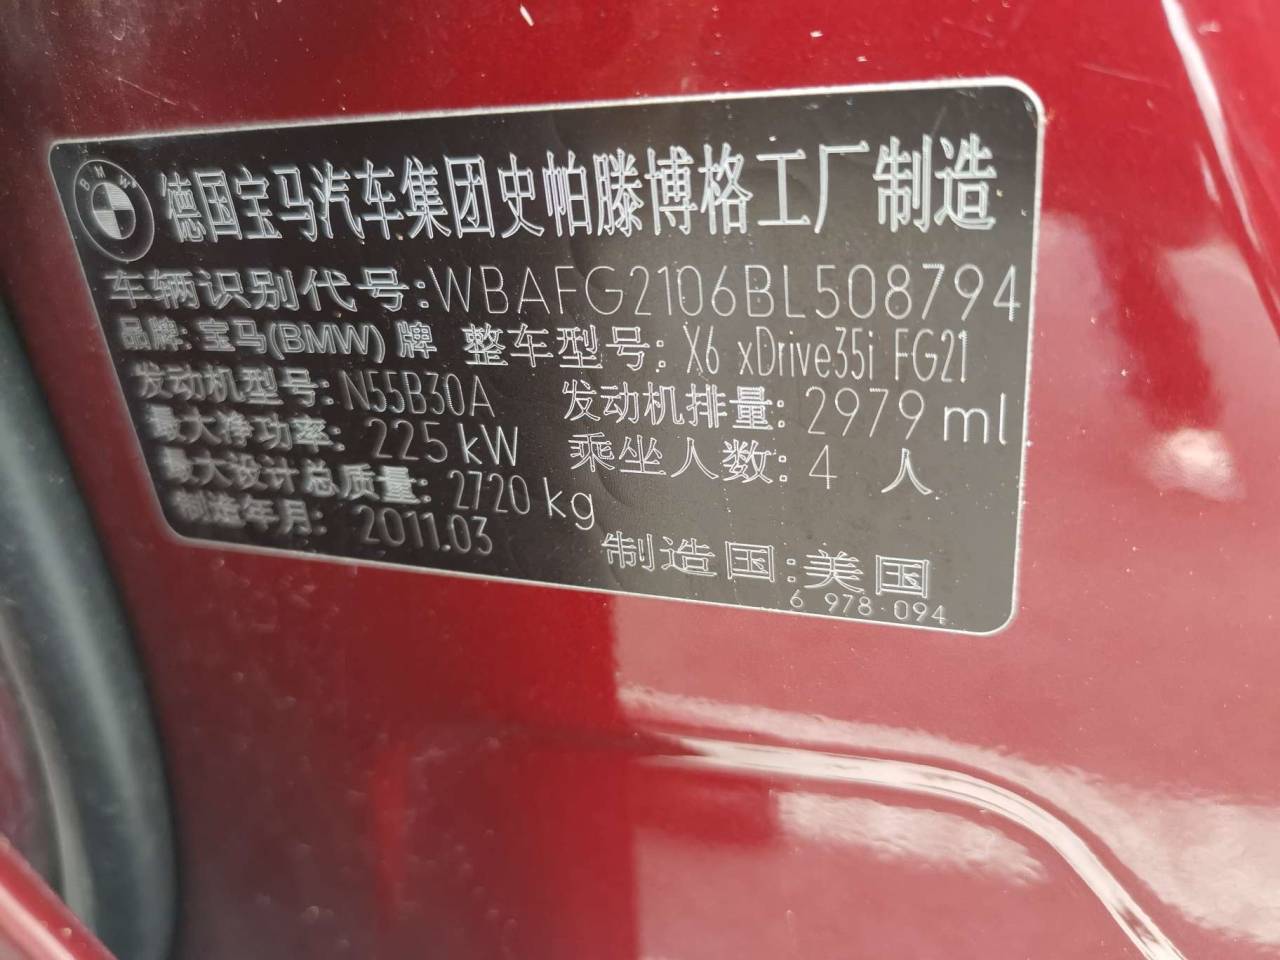 BMW
德国宝马汽车集团史帕滕博格工厂制造
车辆识别代号:WBAFG2106BL508794
品牌: 宝马(BMW) 牌 整车型号: X6 xDrive35i FG21
发动机型号: N55B30A 发动机排量: 2979 ml
最大净功率: 225 kW 乘坐人数: 4 人
最大设计总质量: 2720 kg
制造年月: 2011.03 制造国:美国
6 978 094